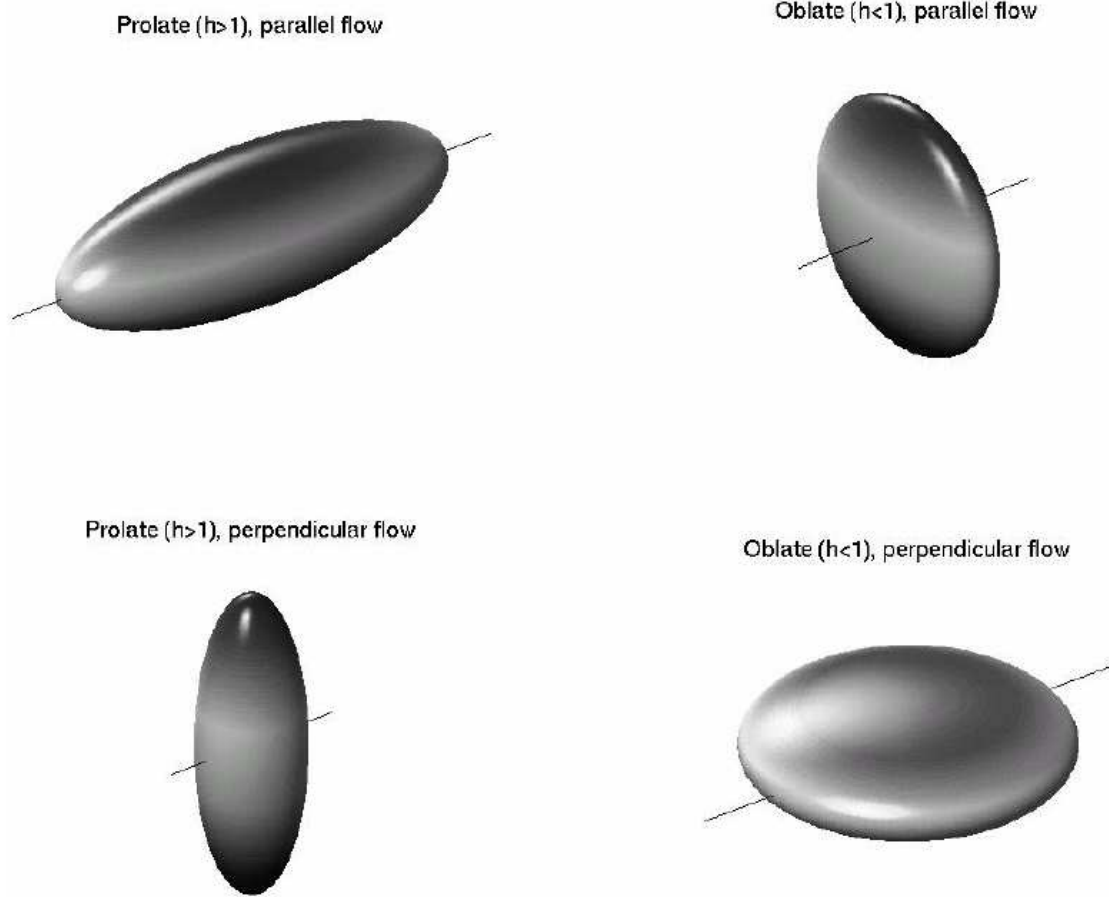 Prolate (h>1), parallel flow
Oblate (h<1), parallel flow
Prolate (h>1), perpendicular flow
Oblate (h<1), perpendicular flow